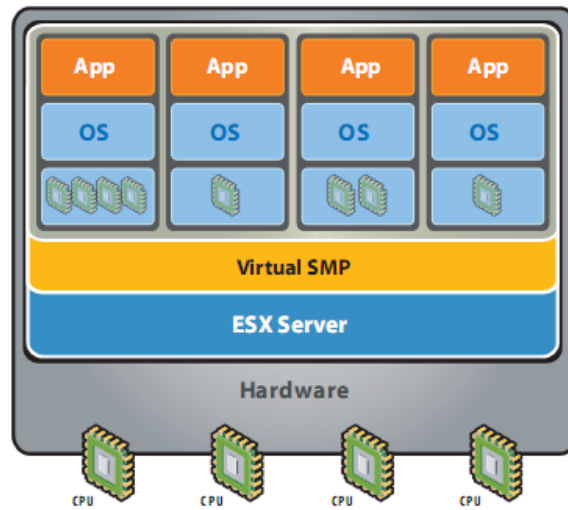 App App App App
OS OS OS OS
Virtual SMP
ESX Server
Hardware
CPU CPU CPU CPU